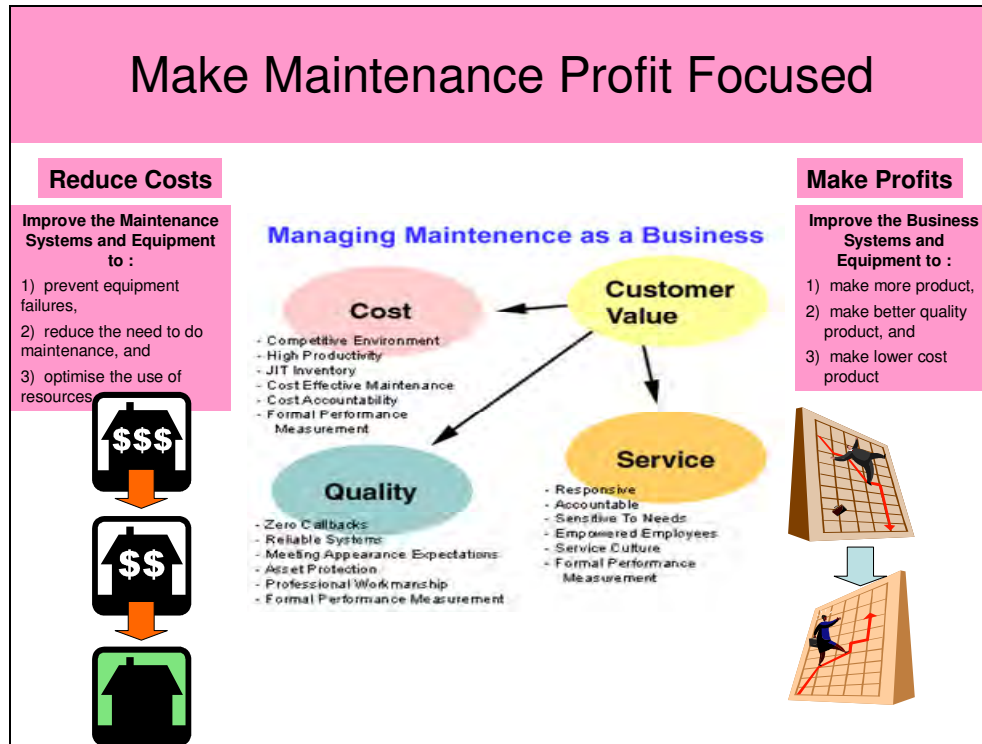 Make Maintenance Profit Focused
Reduce Costs
Improve the Maintenance
Systems and Equipment
to :
1) prevent equipment
failures,
2) reduce the need to do
maintenance, and
3) optimise the use of
resources
$$$
$$
Managing Maintenence as a Business
Customer
Value
Cost
- Competitive Environment
- High Productivity
- JIT Inventory
- Cost Effective Maintenance
- Cost Accountability
- Formal Performance
Measurement
Quality
- Zero Callbacks
- Reliable Systems
- Meeting Appearance Expectations
- Asset Protection
- Professional Workmanship
- Formal Performance Measurement
Service
- Responsive
- Accountable
- Sensitive To Needs
- Empowered Employees
- Service Culture
- Formal Performance
Measurement
Make Profits
Improve the Business
Systems and
Equipment to :
1) make more product,
2) make better quality
product, and
3) make lower cost
product